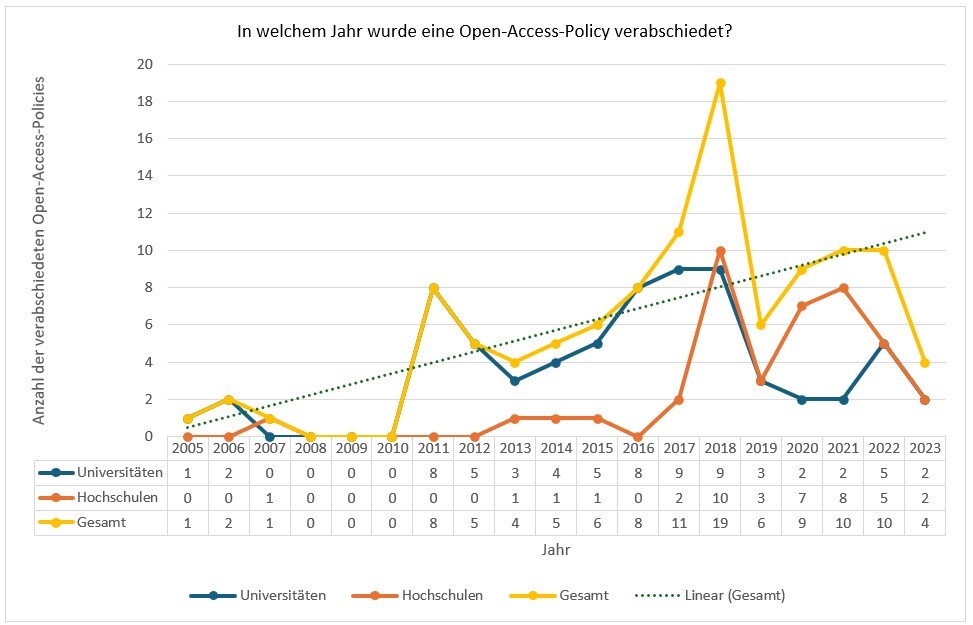 In welchem Jahr wurde eine Open-Access-Policy verabschiedet?
Anzahl der verabschiedeten Open-Access-Policies
20
18
16
14
12
10
8
6
4
2
0
2005 2006 2007 2008 2009 2010 2011 2012 2013 2014 2015 2016 2017 2018 2019 2020 2021 2022 2023
Universitäten 1 2 0 0 0 0 8 5 3 4 5 8 9 9 3 2 2 5 2
Hochschulen 0 0 1 0 0 0 0 0 1 1 1 0 2 10 3 7 8 5 2
Gesamt 1 2 1 0 0 0 8 5 4 5 6 8 11 19 6 9 10 10 4
Jahr
Universitäten Hochschulen Gesamt Linear (Gesamt)